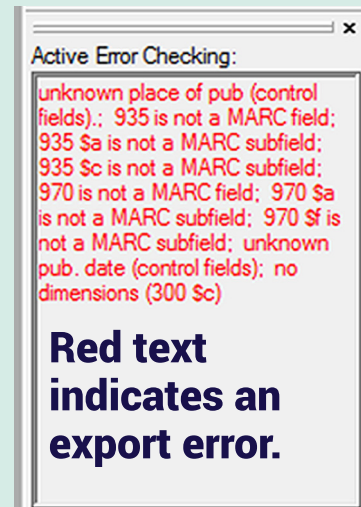 Active Error Checking:
unknown place of pub (control
fields).; 935 is not a MARC field;
935 $a is not a MARC subfield;
935 $c is not a MARC subfield;
970 is not a MARC field; 970 $a
is not a MARC subfield; 970 $f is
not a MARC subfield; unknown
pub. date (control fields); no
dimensions (300 $c)
Red text
indicates an
export error.